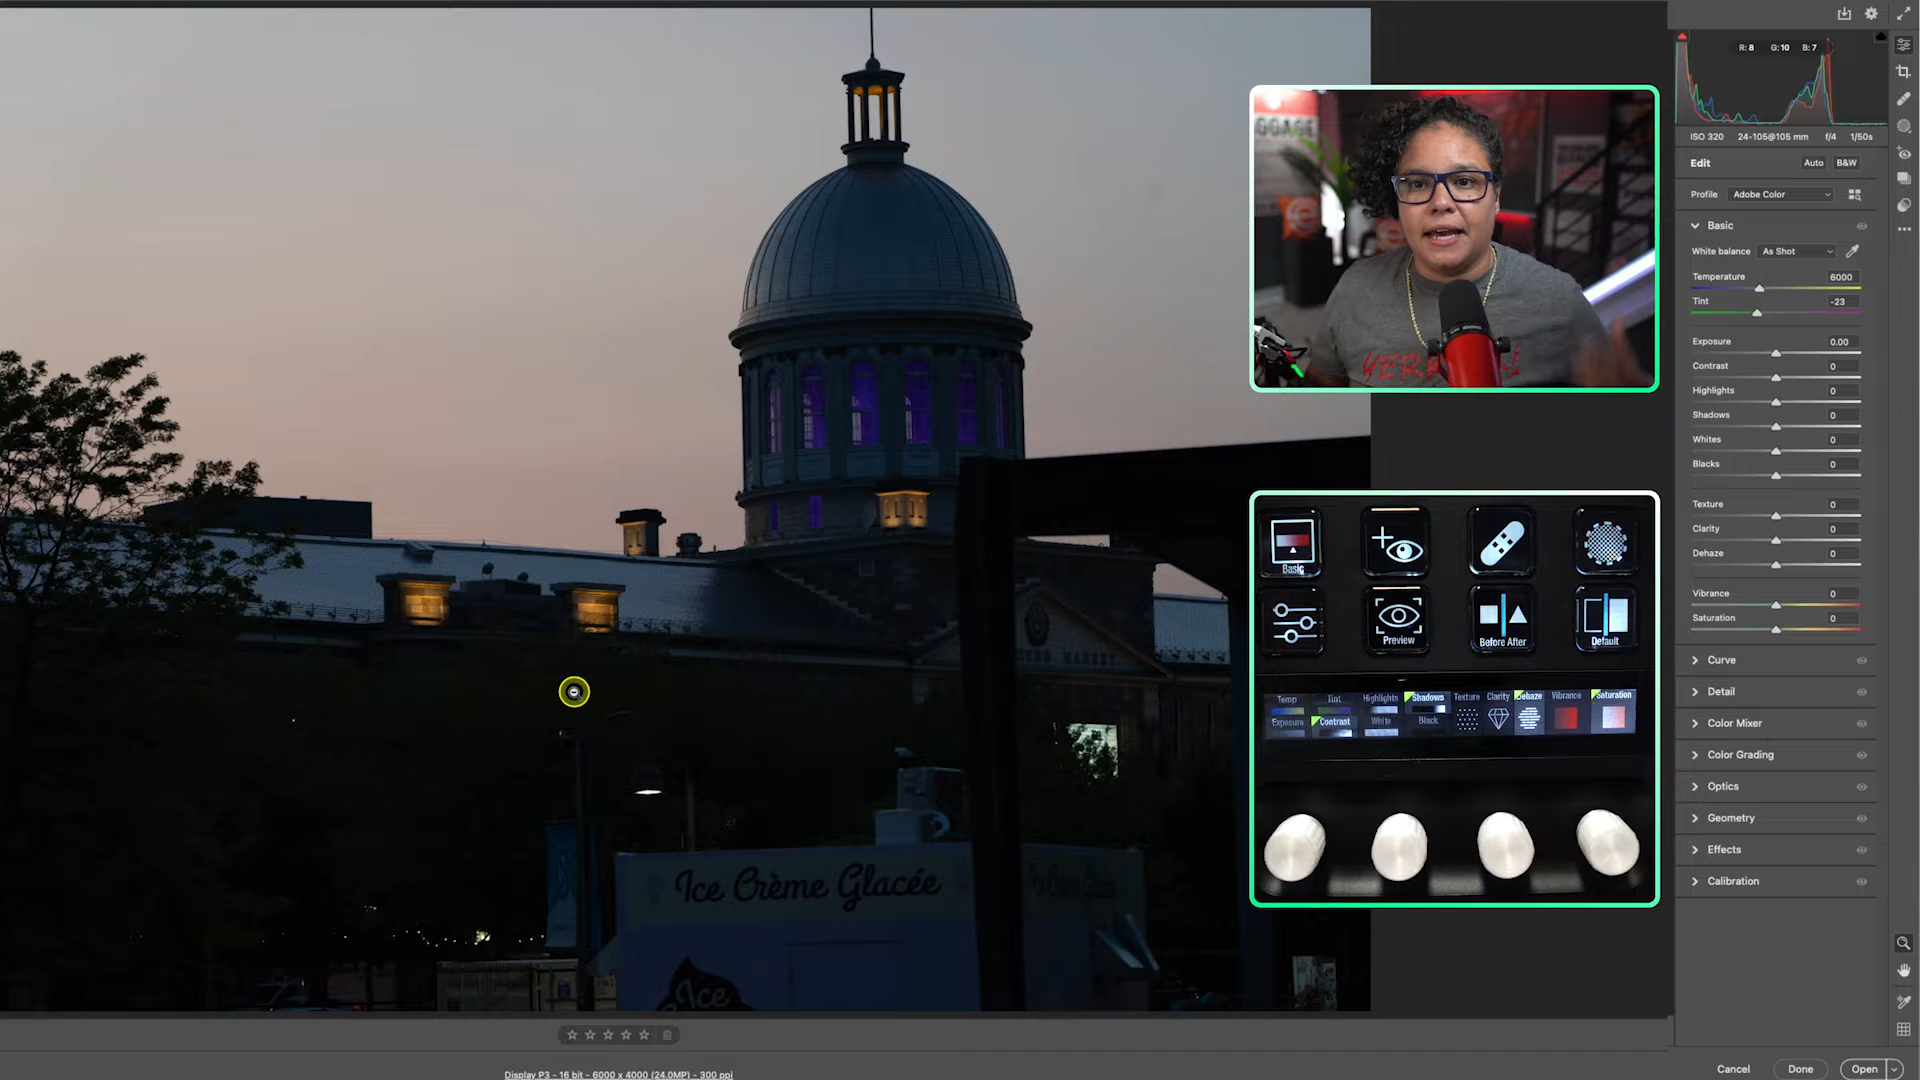 R: 8 G: 10 B: 7
ISO 320 24-105@105 mm f/4 1/50s
Edit Auto B&W
Profile Adobe Color
Basic
White balance As Shot
Temperature 6000
Tint -23
Exposure 0.00
Contrast 0
Highlights 0
Shadows 0
Whites 0
Blacks 0
Texture 0
Clarity 0
Dehaze 0
Vibrance 0
Saturation 0
Curve
Detail
Color Mixer
Color Grading
Optics
Geometry
Effects
Calibration
Cancel Done Open
GGAGE
Basic
Preview Before After Default
Temp Tint Highlights Shadows Texture Clarity Dehaze Vibrance Saturation
Exposure Contrast White Black
MARKET
Ice Crème Glacée
Ice
Display P3 - 16 bit - 6000 x 4000 (24.0MP) - 300 ppi